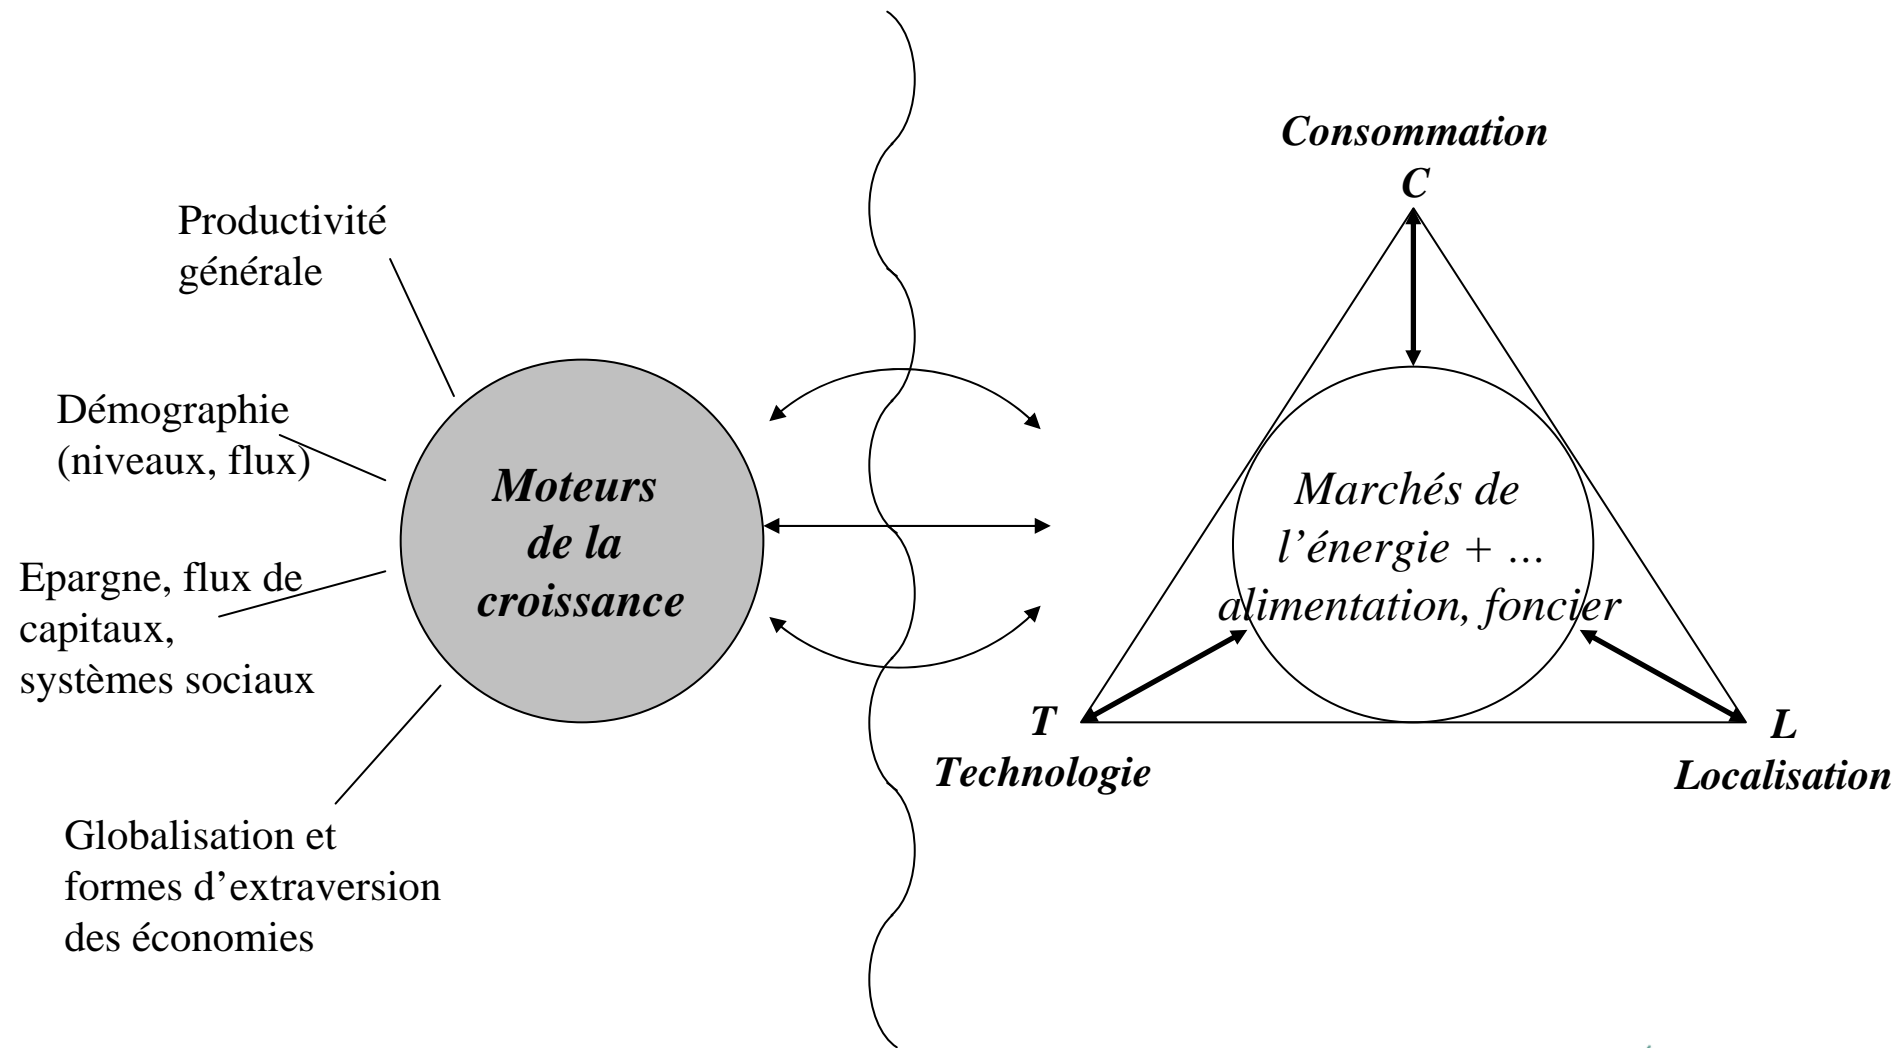 Productivité
générale
Démographie
(niveaux, flux)
Epargne, flux de
capitaux,
systèmes sociaux
Globalisation et
formes d’extraversion
des économies
Moteurs
de la
croissance
Consommation
C
Marchés de
l’énergie + ...
alimentation, foncier
T
Technologie
L
Localisation